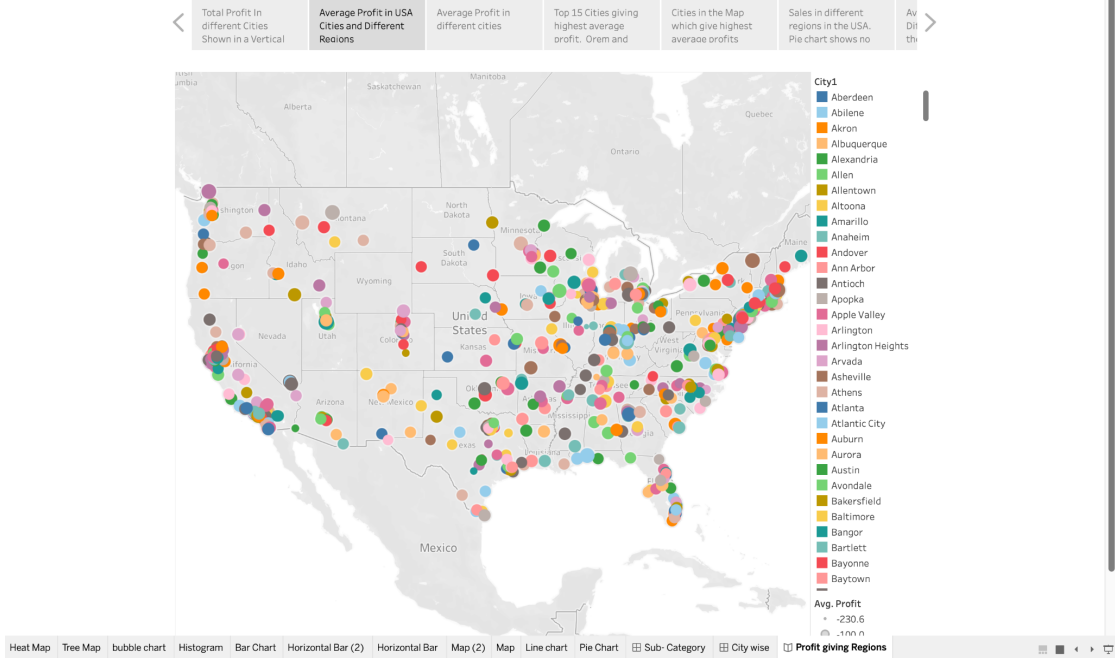 Total Profit In
different Cities
Shown in a Vertical
Average Profit in USA
Cities and Different
Regions
Average Profit in
different cities
Top 15 Cities giving
highest average
profit. Orem and
Cities in the Map
which give highest
average profits
Sales in different
regions in the USA.
Pie chart shows no
Manitoba
Saskatchewan
Alberta
Quebec
Ontario
North
Dakota
Minnesota
Maine
South
Dakota
Idaho
Wyoming
United
States
Nevada
Utah
Kansas
Pennsylvania
West
Virginia
Arizona
Mississippi
Mexico
City1
Aberdeen
Abilene
Akron
Albuquerque
Alexandria
Allen
Allentown
Altoona
Amarillo
Anaheim
Andover
Ann Arbor
Antioch
Apopka
Apple Valley
Arlington
Arlington Heights
Arvada
Asheville
Athens
Atlanta
Atlantic City
Auburn
Aurora
Austin
Avondale
Bakersfield
Baltimore
Bangor
Bartlett
Bayonne
Baytown
Avg. Profit
-230.6
-100.0
Heat Map
Tree Map
bubble chart
Histogram
Bar Chart
Horizontal Bar (2)
Horizontal Bar
Map (2)
Map
Line chart
Pie Chart
Sub- Category
City wise
Profit giving Regions